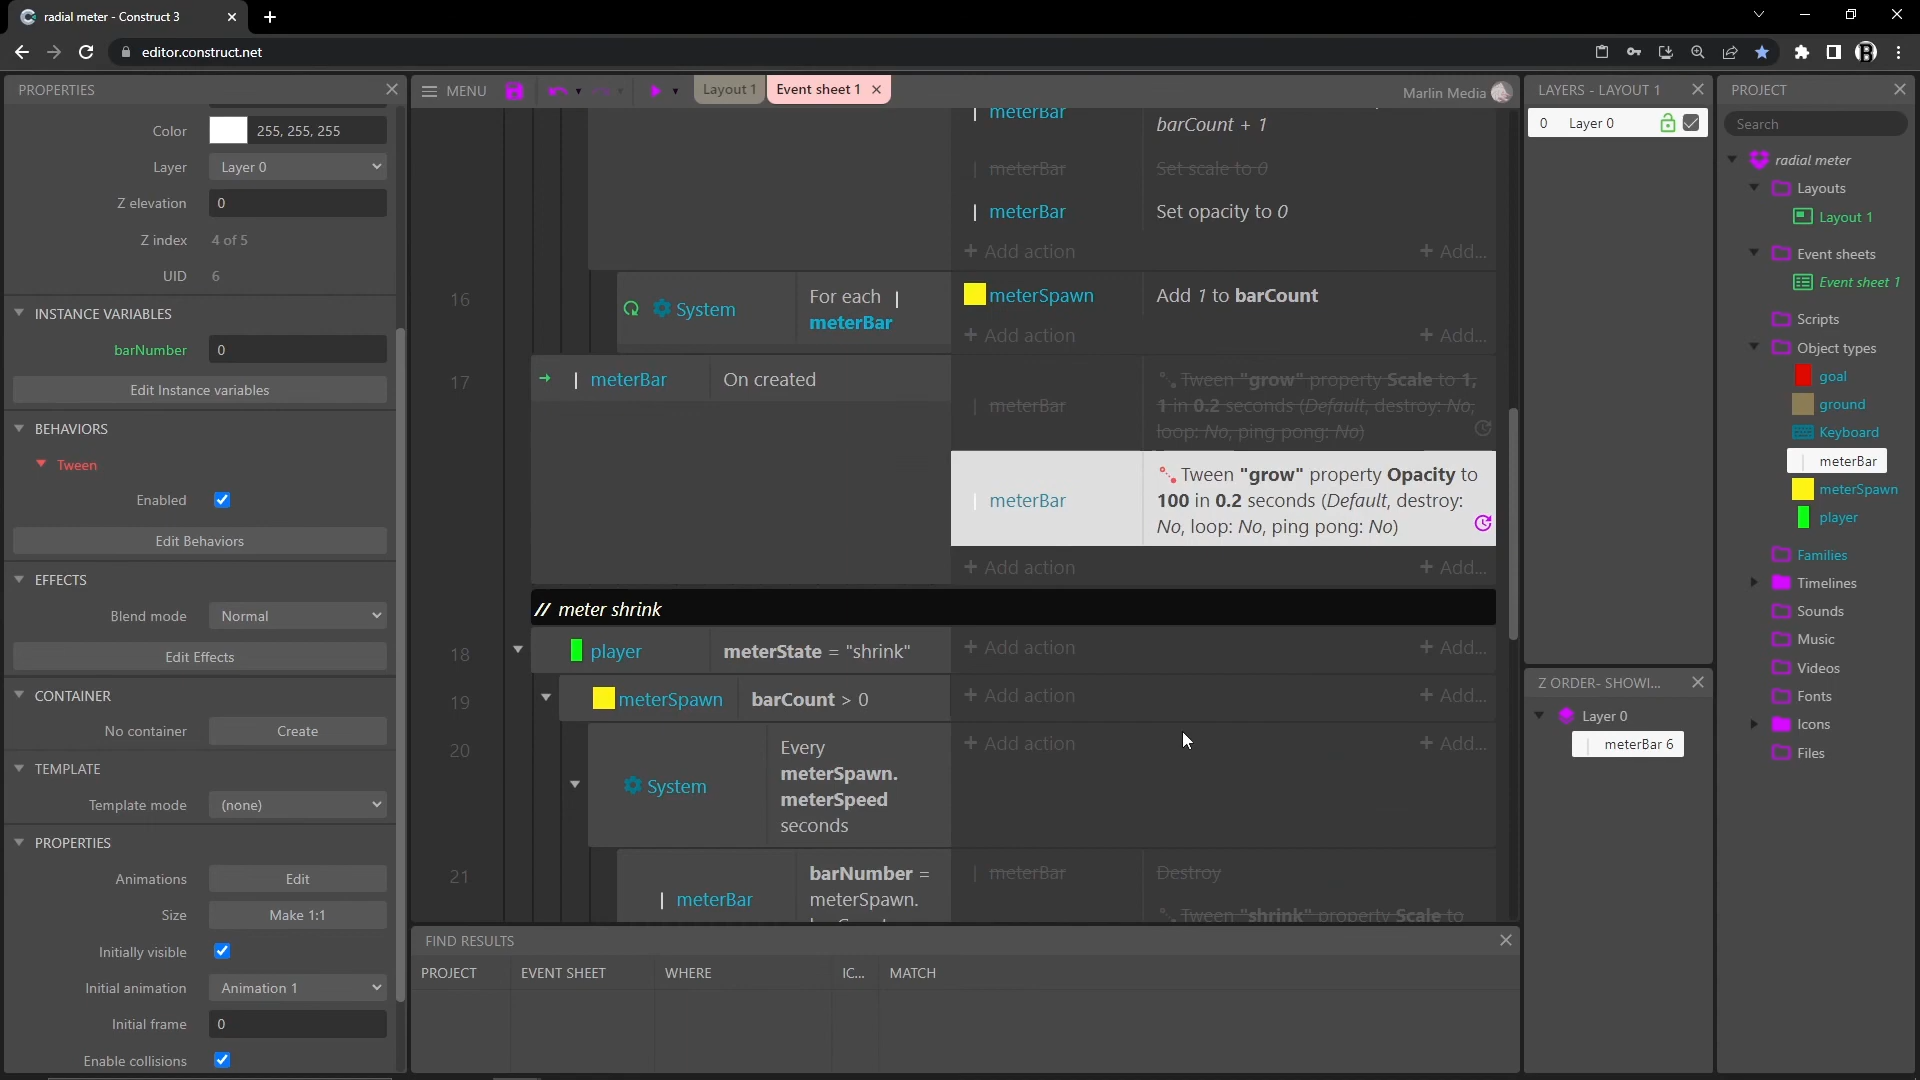 radial meter - Construct 3
editor.construct.net
PROPERTIES
Color 255, 255, 255
Layer Layer 0
Z elevation 0
Z index 4 of 5
UID 6
INSTANCE VARIABLES
barNumber 0
Edit Instance variables
BEHAVIORS
Tween
Enabled
Edit Behaviors
EFFECTS
Blend mode Normal
Edit Effects
CONTAINER
No container Create
TEMPLATE
Template mode (none)
PROPERTIES
Animations Edit
Size Make 1:1
Initially visible
Initial animation Animation 1
Initial frame 0
Enable collisions
MENU
Layout 1
Event sheet 1
Marlin Media
meterBar
barCount + 1
meterBar Set scale to 0
meterBar Set opacity to 0
+ Add action + Add...
16
System
For each |
meterBar
meterSpawn Add 1 to barCount
+ Add action + Add...
17
meterBar On created
meterBar
Tween "grow" property Scale to 1,
1 in 0.2 seconds (Default, destroy: No,
loop: No, ping pong: No)
meterBar
Tween "grow" property Opacity to
100 in 0.2 seconds (Default, destroy:
No, loop: No, ping pong: No)
+ Add action + Add...
// meter shrink
18 player meterState = "shrink" + Add action + Add...
19 meterSpawn barCount > 0 + Add action + Add...
20
System
Every
meterSpawn.
meterSpeed
seconds
+ Add action + Add...
21
meterBar
barNumber =
meterSpawn.
meterBar Destroy
Tween "shrink" property Scale to
FIND RESULTS
PROJECT EVENT SHEET WHERE IC... MATCH
LAYERS - LAYOUT 1
0 Layer 0
Z ORDER- SHOWI...
Layer 0
meterBar 6
PROJECT
Search
radial meter
Layouts
Layout 1
Event sheets
Event sheet 1
Scripts
Object types
goal
ground
Keyboard
meterBar
meterSpawn
player
Families
Timelines
Sounds
Music
Videos
Fonts
Icons
Files